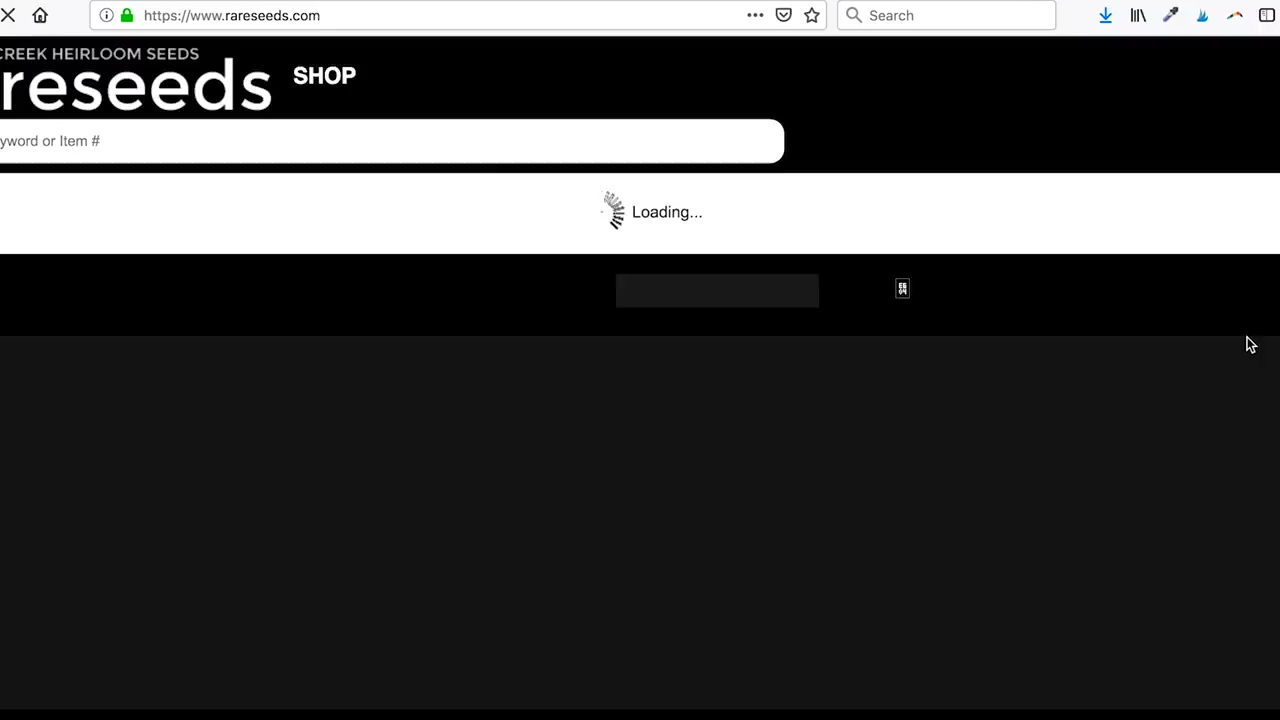 https://www.rareseeds.com
Search
CREEK HEIRLOOM SEEDS
reseeds
SHOP
yword or Item #
Loading...